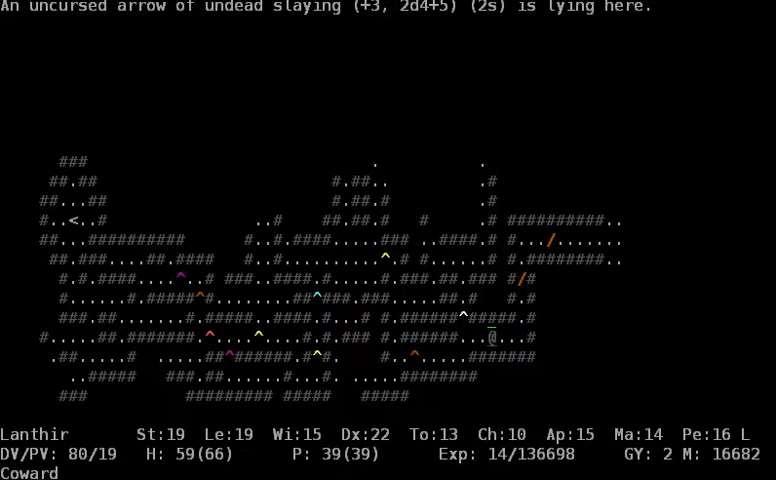 An uncursed arrow of undead slaying (+3, 2d4+5) (2s) is lying here.
Lanthir St:19 Le:19 Wi:15 Dx:22 To:13 Ch:10 Ap:15 Ma:14 Pe:16 L
DV/PV: 80/19 H: 59(66) P: 39(39) Exp: 14/136698 GY: 2 M: 16682
Coward